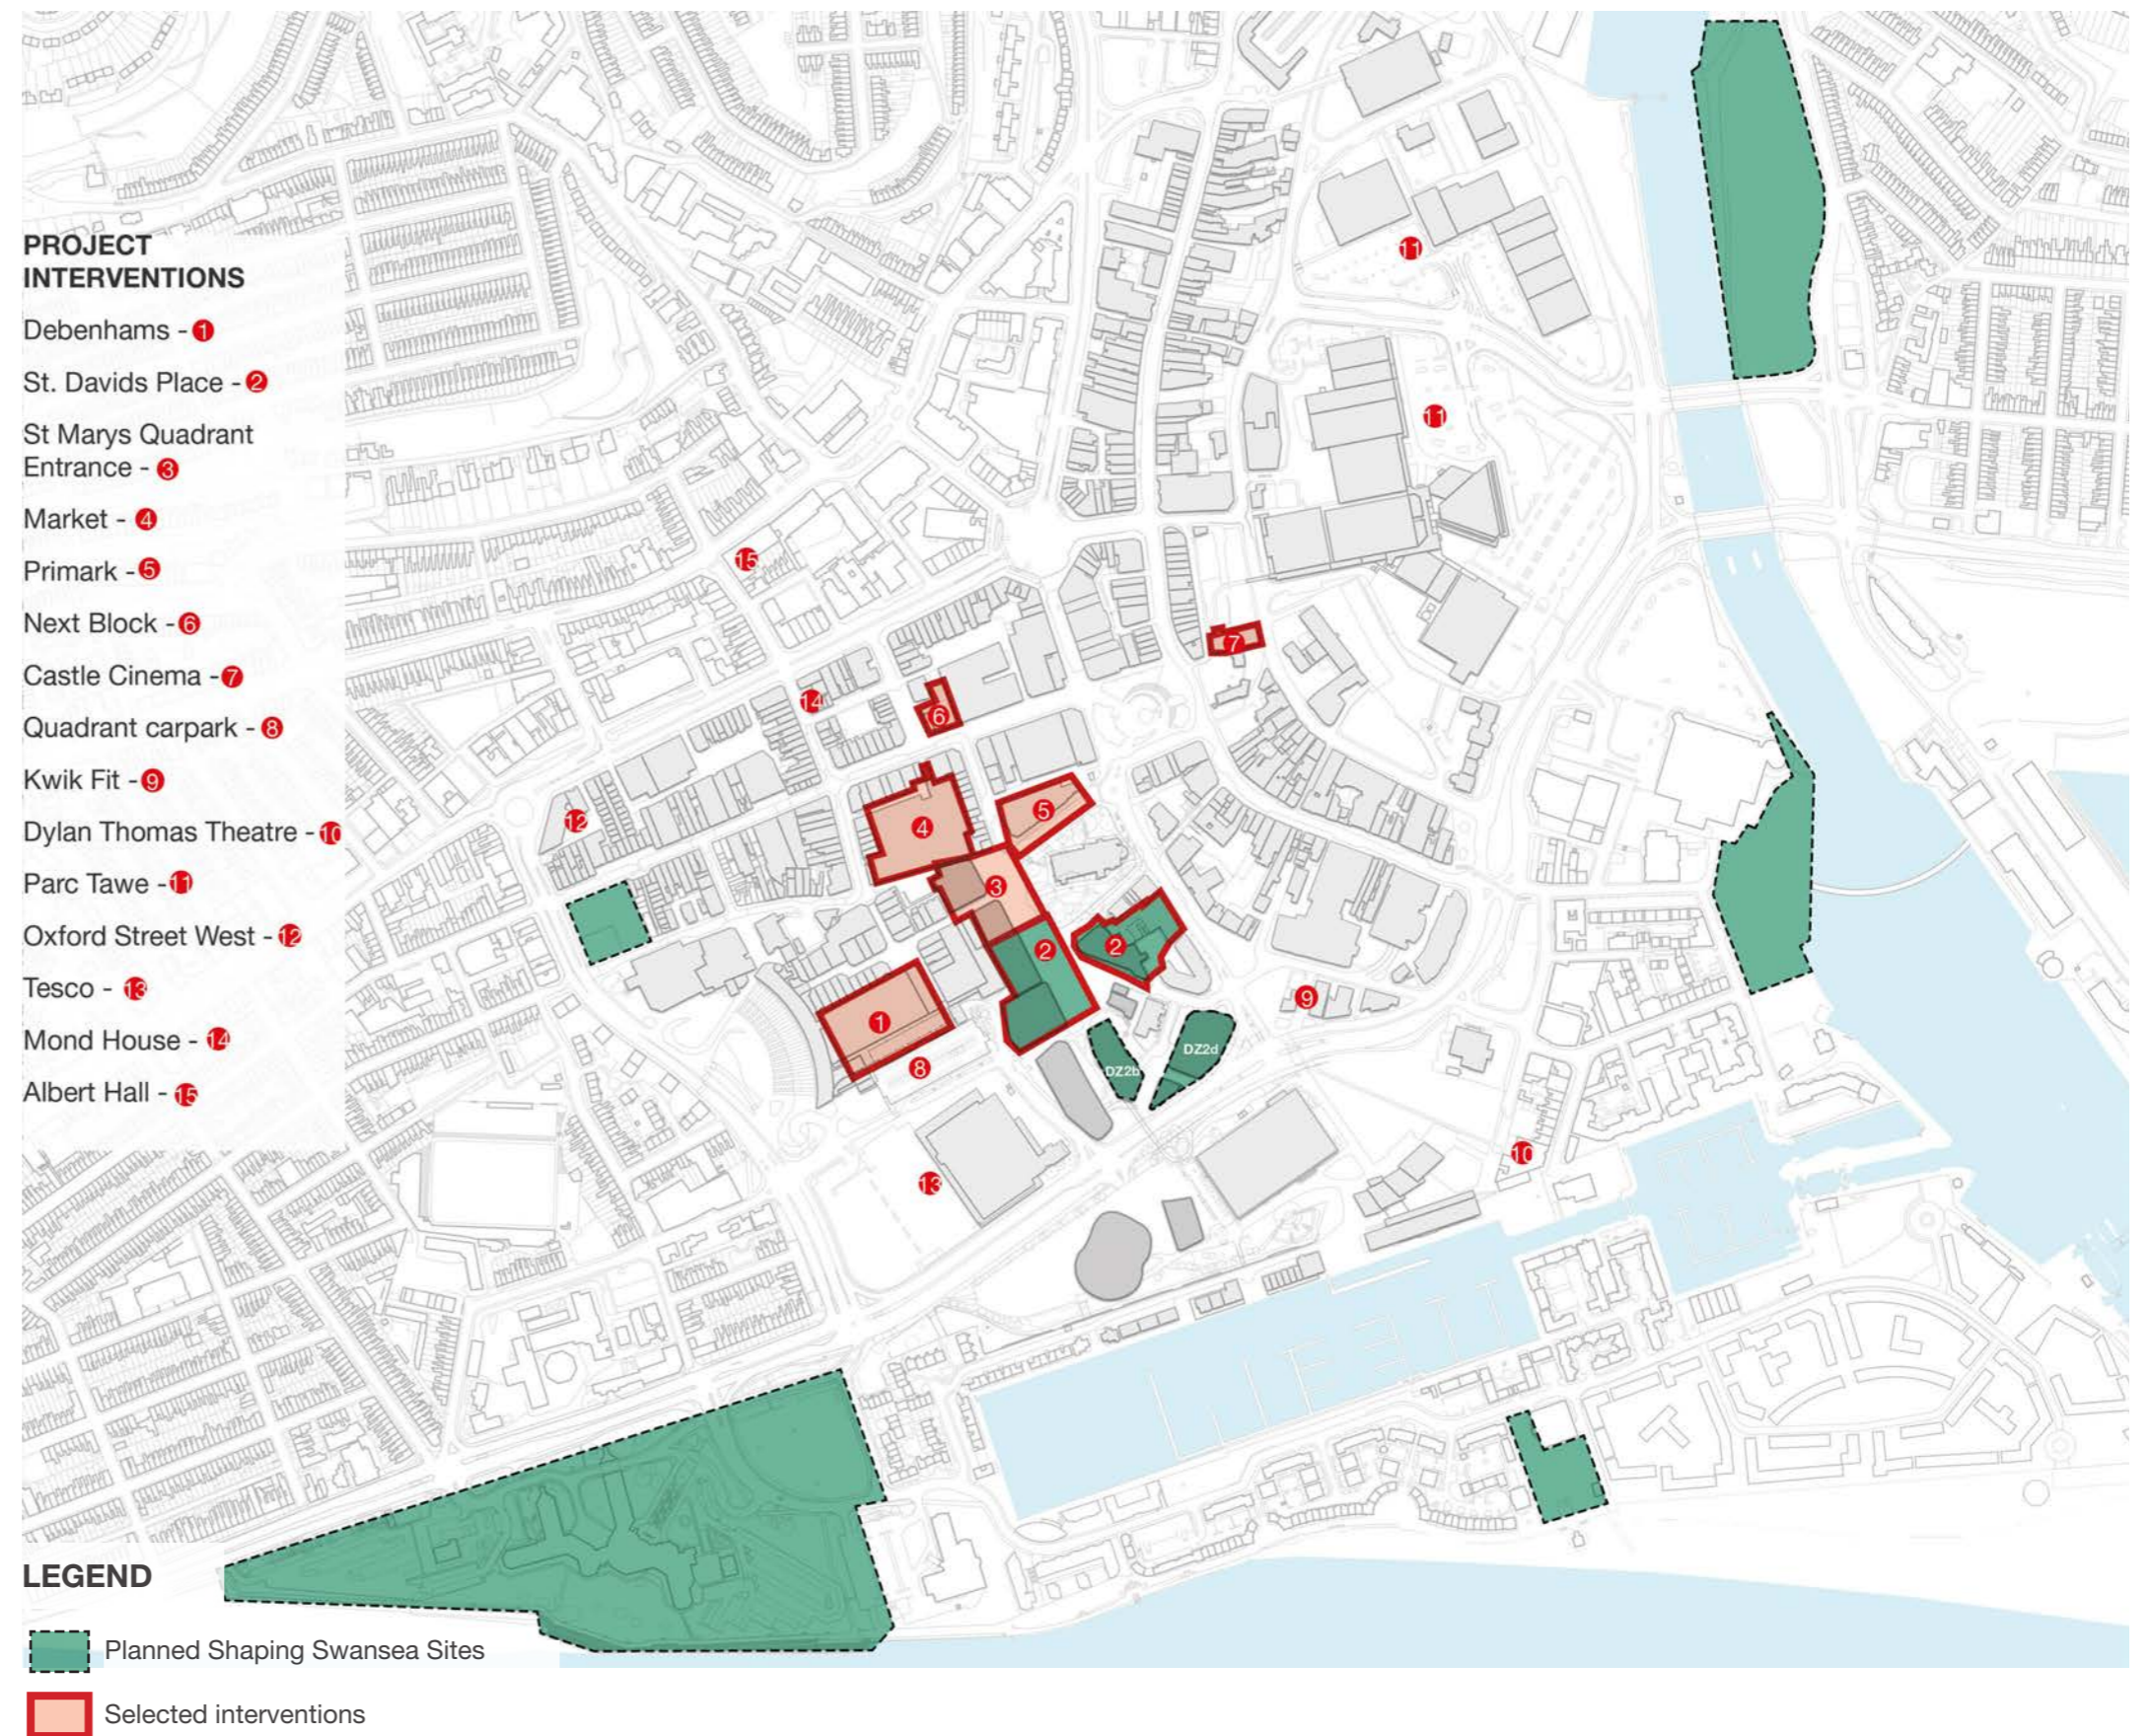 PROJECT
INTERVENTIONS
Debenhams - 1
St. Davids Place - 2
St Marys Quadrant
Entrance - 3
Market - 4
Primark - 5
Next Block - 6
Castle Cinema - 7
Quadrant carpark - 8
Kwik Fit - 9
Dylan Thomas Theatre - 10
Parc Tawe - 11
Oxford Street West - 12
Tesco - 13
Mond House - 14
Albert Hall - 15
11
11
15
7
14
6
12
4
5
3
2
2
1
9
8
DZ2d
DZ2b
10
13
LEGEND
Planned Shaping Swansea Sites
Selected interventions